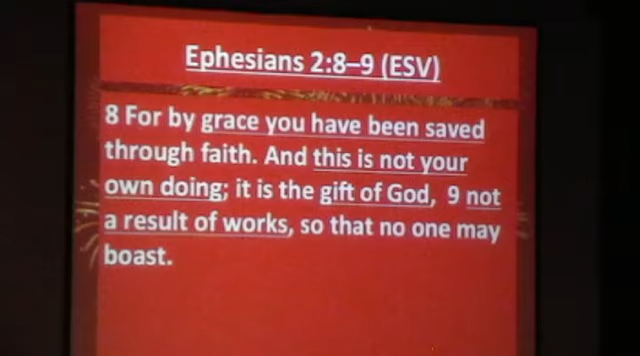 Ephesians 2:8–9 (ESV)
8 For by grace you have been saved
through faith. And this is not your
own doing; it is the gift of God, 9 not
a result of works, so that no one may
boast.